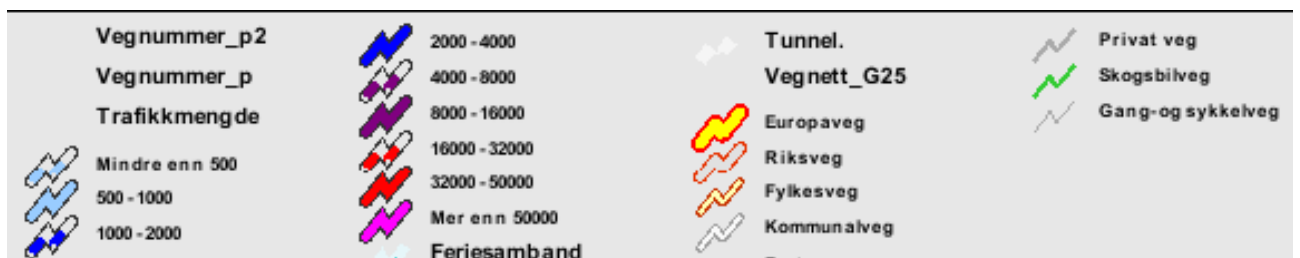 Vegnummer_p2
Vegnummer_p
Trafikkmengde
Mindre enn 500
500 - 1000
1000 - 2000
2000 - 4000
4000 - 8000
8000 - 16000
16000 - 32000
32000 - 50000
Mer enn 50000
Feriesamband
Tunnel.
Vegnett_G25
Europaveg
Riksveg
Fylkesveg
Kommunalveg
Privat veg
Skogsbilveg
Gang-og sykkelveg